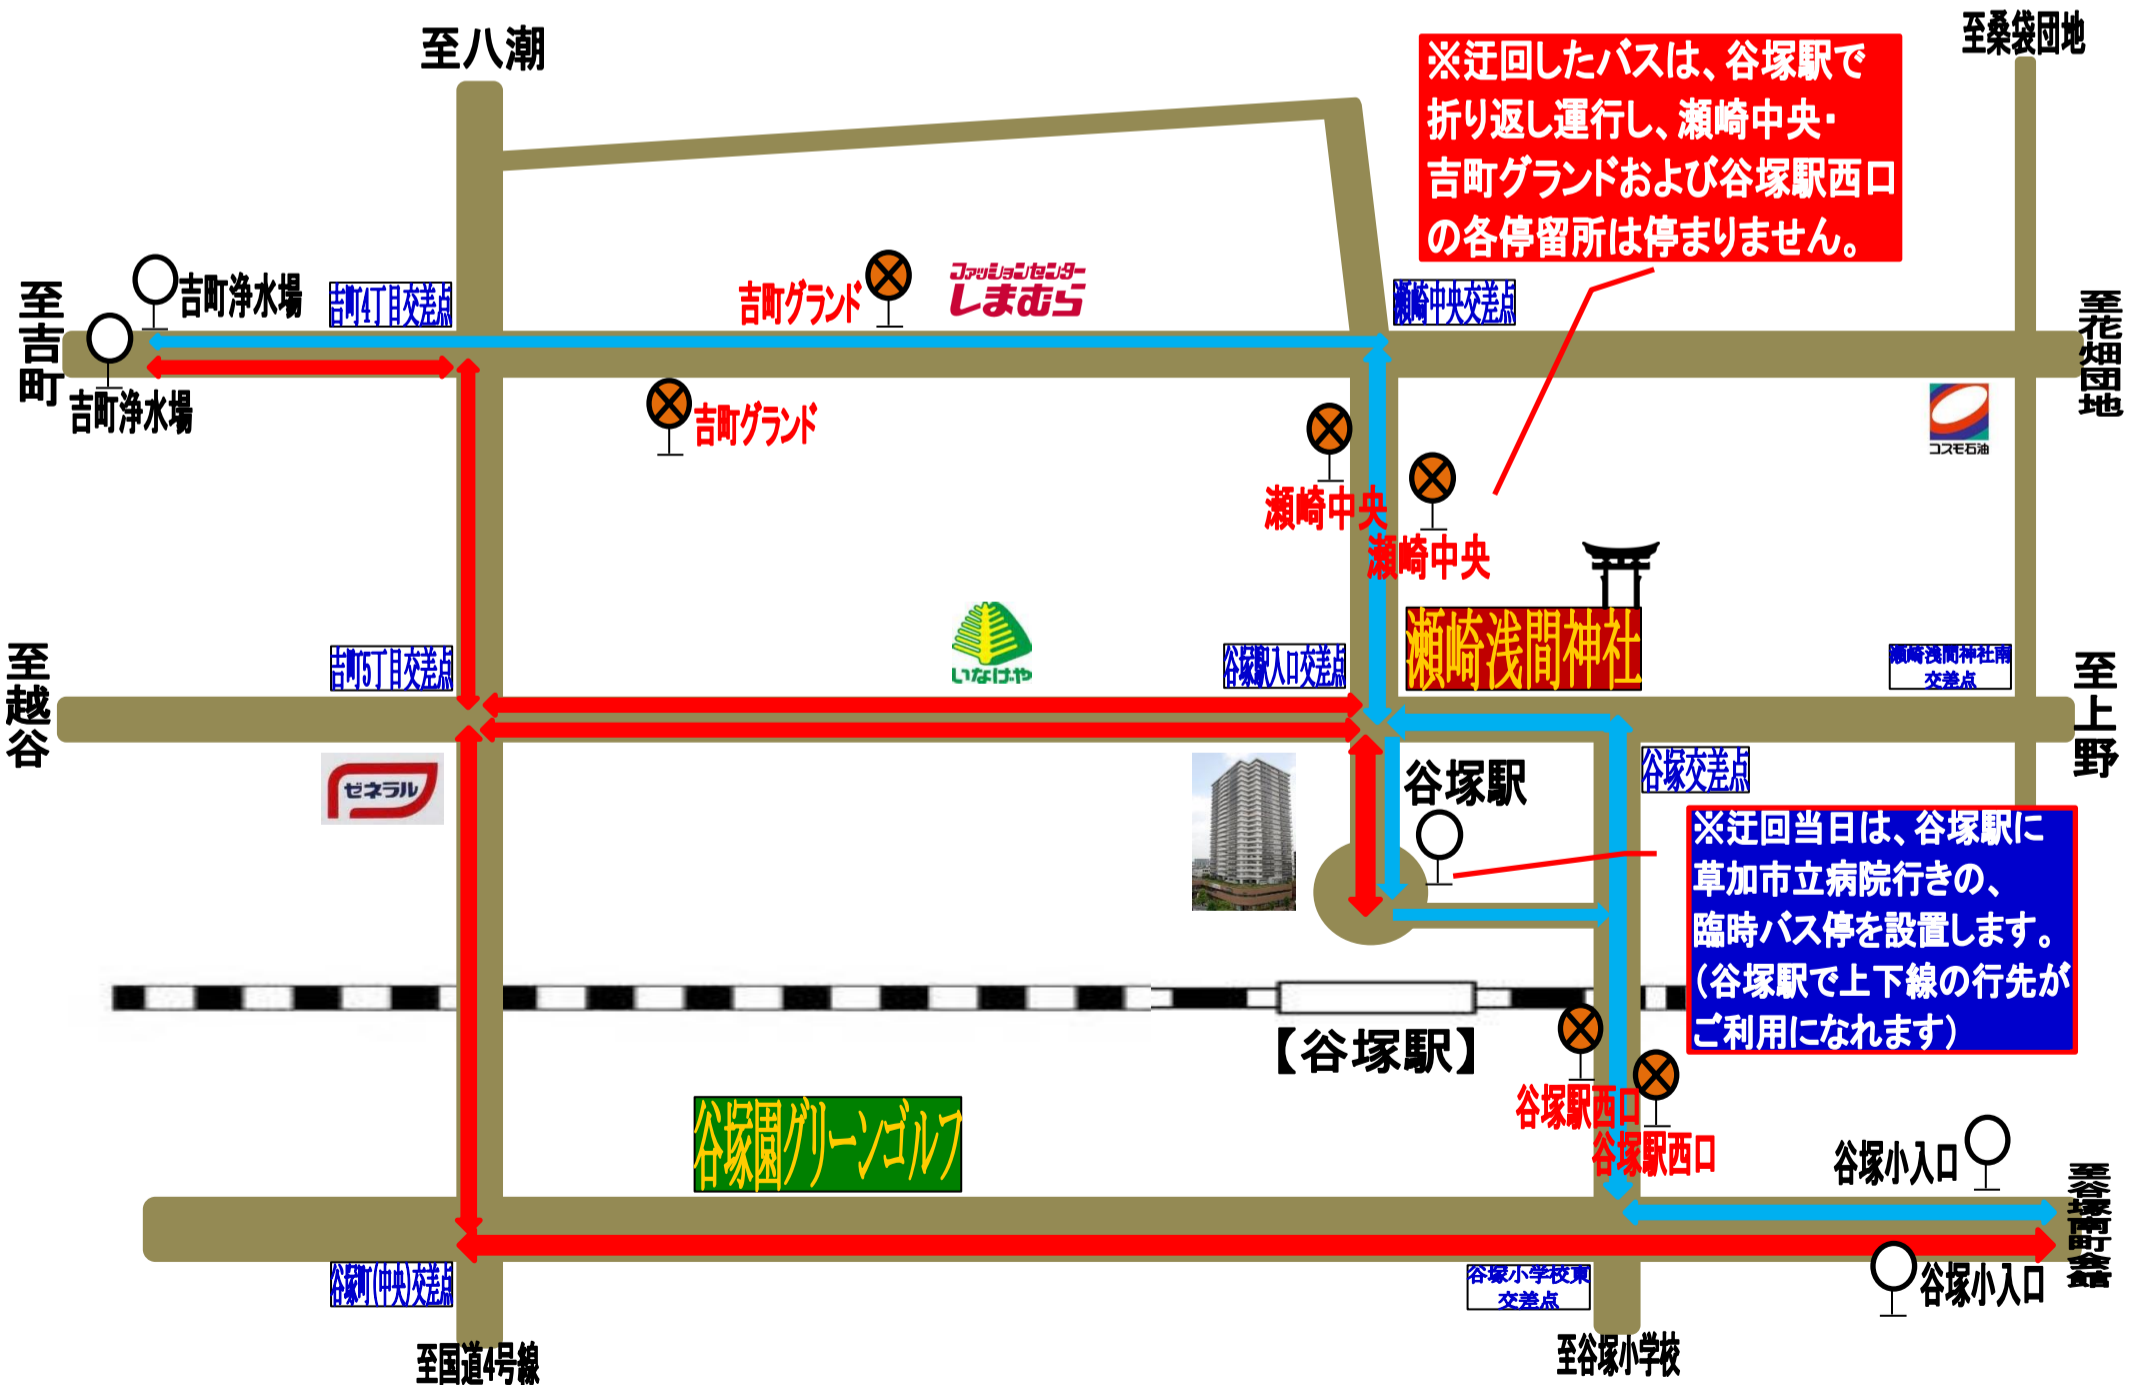 至八潮
至桑袋団地
※迂回したバスは、谷塚駅で
折り返し運行し、瀬崎中央・
吉町グランドおよび谷塚駅西口
の各停留所は停まりません。
至吉町
吉町浄水場
吉町4丁目交差点
吉町グランド
ファッションセンター
しまむら
瀬崎中央交差点
至花畑団地
吉町浄水場
吉町グランド
コスモ石油
瀬崎中央
瀬崎中央
至越谷
吉町5丁目交差点
いなげや
谷塚駅入口交差点
瀬崎浅間神社
瀬崎浅間神社南
交差点
至上野
ゼネラル
谷塚駅
谷塚交差点
※迂回当日は、谷塚駅に
草加市立病院行きの、
臨時バス停を設置します。
(谷塚駅で上下線の行先が
ご利用になれます)
【谷塚駅】
谷塚園グリーンゴルフ
谷塚駅西口
谷塚駅西口
谷塚小入口
至谷塚南町会館
谷塚町(中央)交差点
谷塚小学校東
交差点
谷塚小入口
至国道4号線
至谷塚小学校